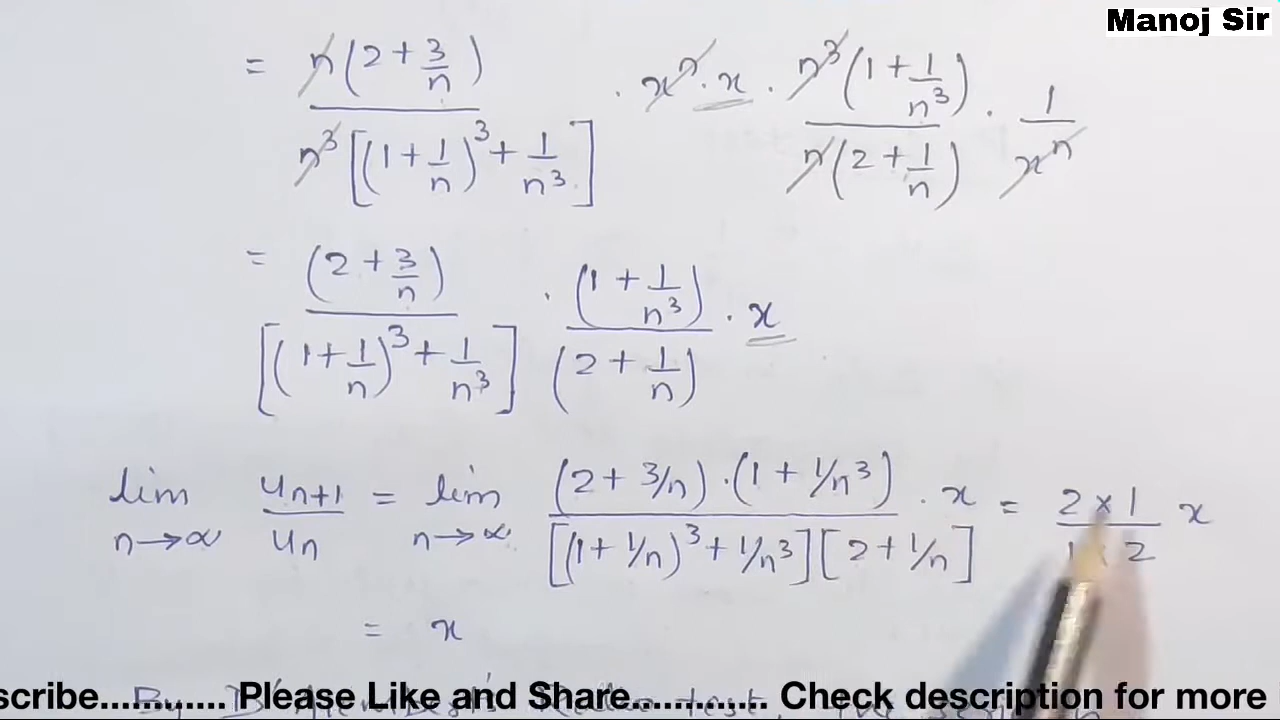 Manoj Sir
= n(2 + 3/n) / n³[(1 + 1/n)³ + 1/n³] . xⁿ . x . n³(1 + 1/n³) / n(2 + 1/n) . 1/xⁿ
= (2 + 3/n) / [(1 + 1/n)³ + 1/n³] . (1 + 1/n³) / (2 + 1/n) . x
lim n→∞ uₙ₊₁/uₙ = lim n→∞ (2 + 3/n) . (1 + 1/n³) / [(1 + 1/n)³ + 1/n³][2 + 1/n] . x = 2 × 1 / 2 x
= x
scribe............ Please Like and Share............. Check description for more
By